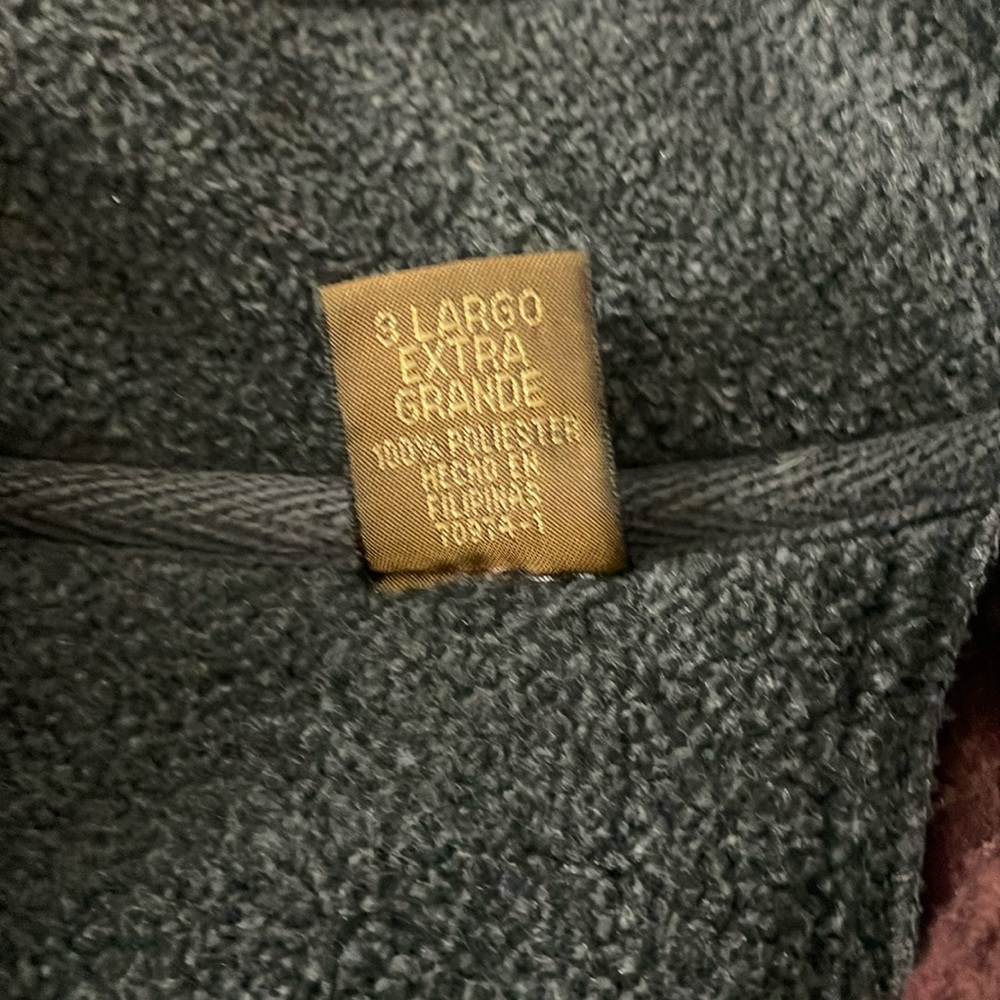 3 LARGO
EXTRA
GRANDE
100% POLIESTER
HECHO EN
FILIPINAS